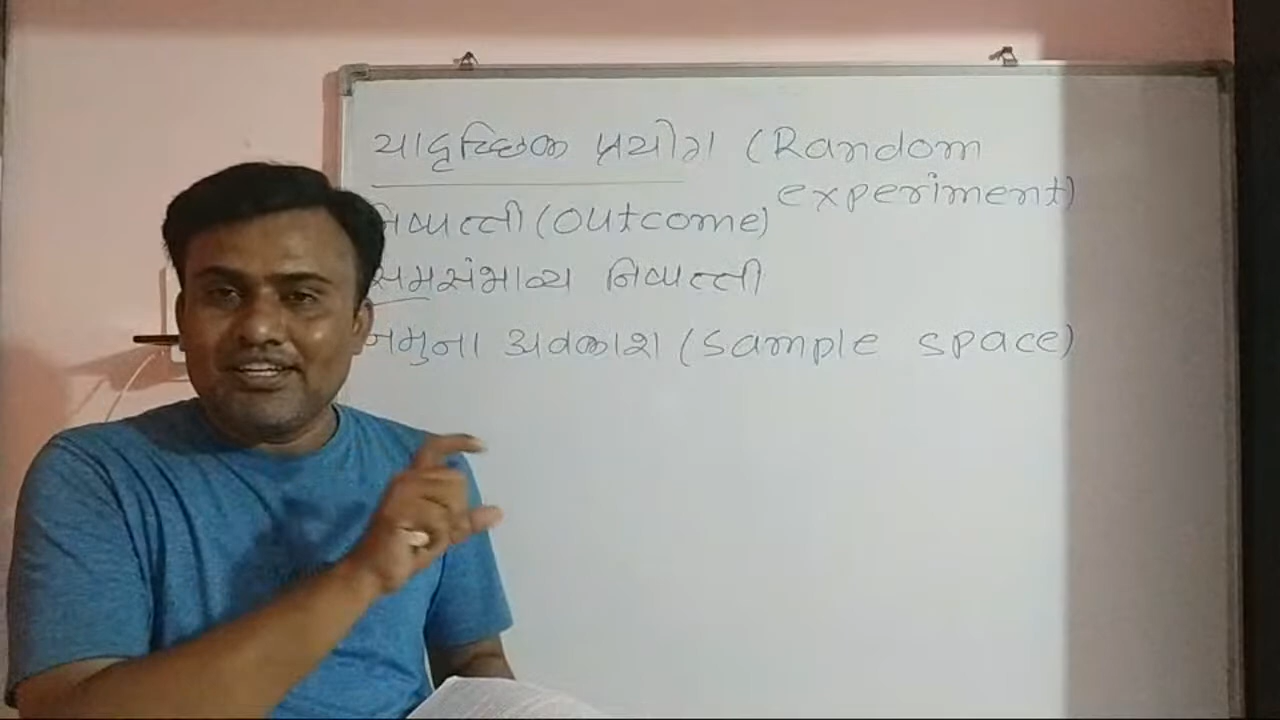 યાદૃચ્છિક પ્રયોગ (Random
experiment)
નિષ્પત્તી (Outcome)
સમસંભાવ્ય નિષ્પત્તી
નમુના અવકાશ (Sample space)